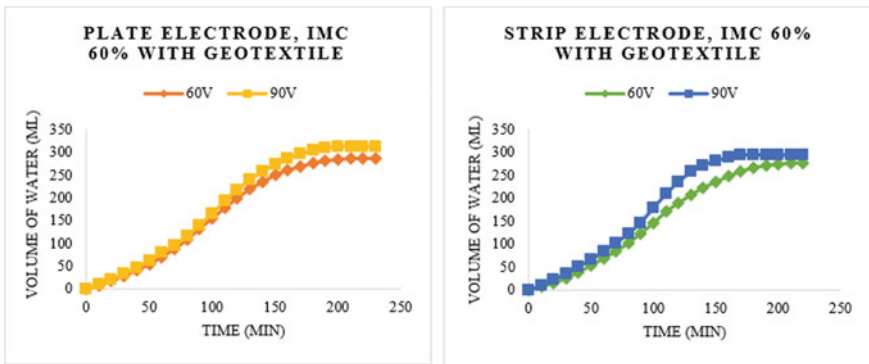 PLATE ELECTRODE, IMC
60% WITH GEOTEXTILE
60V 90V
VOLUME OF WATER (ML)
350
300
250
200
150
100
50
0
0 50 100 150 200 250
TIME (MIN)
STRIP ELECTRODE, IMC 60%
WITH GEOTEXTILE
60V 90V
VOLUME OF WATER (ML)
350
300
250
200
150
100
50
0
0 50 100 150 200 250
TIME (MIN)